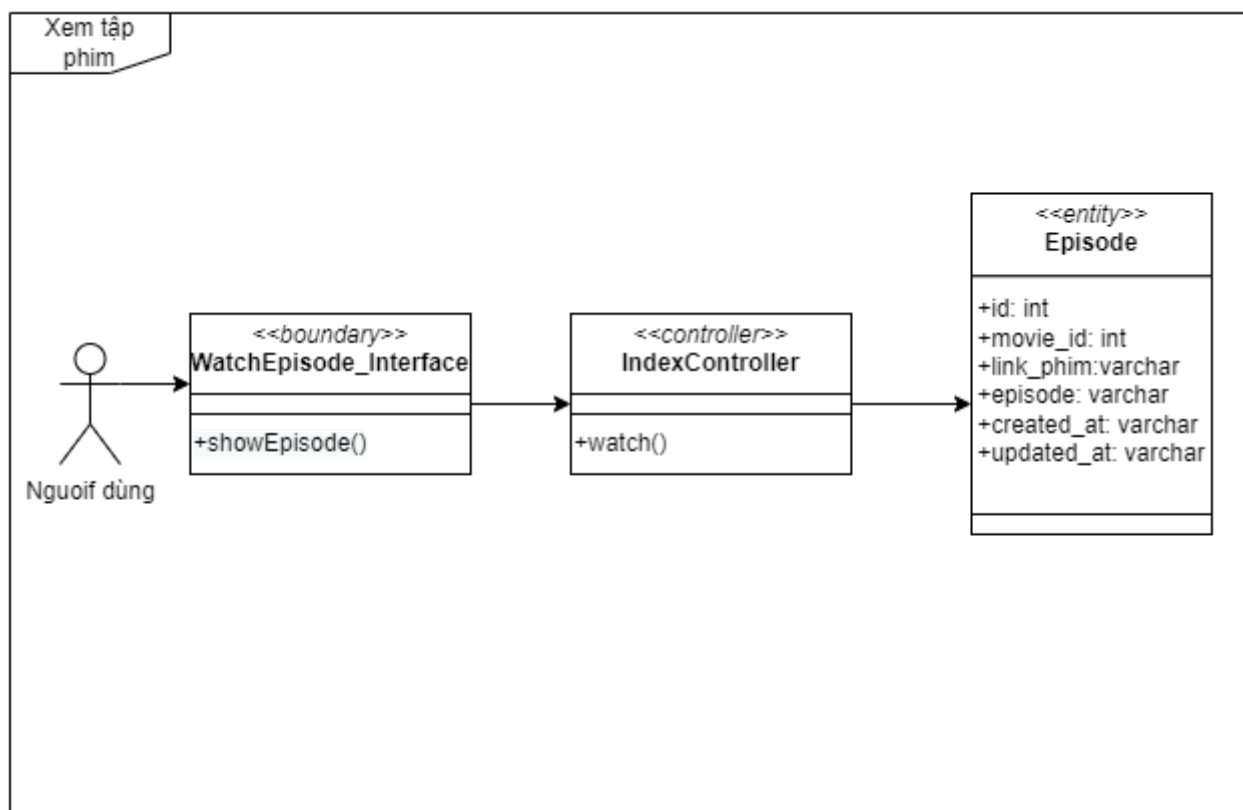 Xem tập
phim
Nguoif dùng
<<boundary>>
WatchEpisode_Interface
+showEpisode()
<<controller>>
IndexController
+watch()
<<entity>>
Episode
+id: int
+movie_id: int
+link_phim:varchar
+episode: varchar
+created_at: varchar
+updated_at: varchar